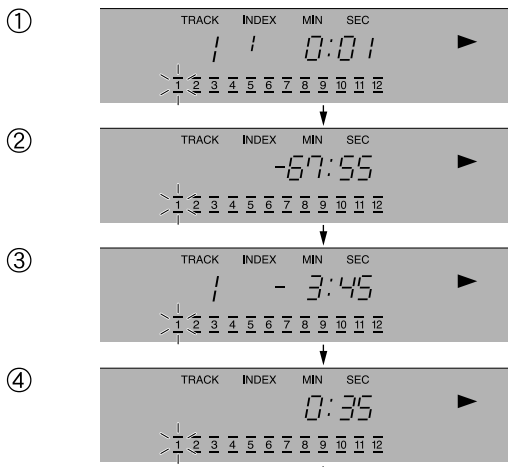 ①
TRACK INDEX MIN SEC
1 1 0:01
1 2 3 4 5 6 7 8 9 10 11 12
②
TRACK INDEX MIN SEC
-67:55
1 2 3 4 5 6 7 8 9 10 11 12
③
TRACK INDEX MIN SEC
1 - 3:45
1 2 3 4 5 6 7 8 9 10 11 12
④
TRACK INDEX MIN SEC
0:35
1 2 3 4 5 6 7 8 9 10 11 12